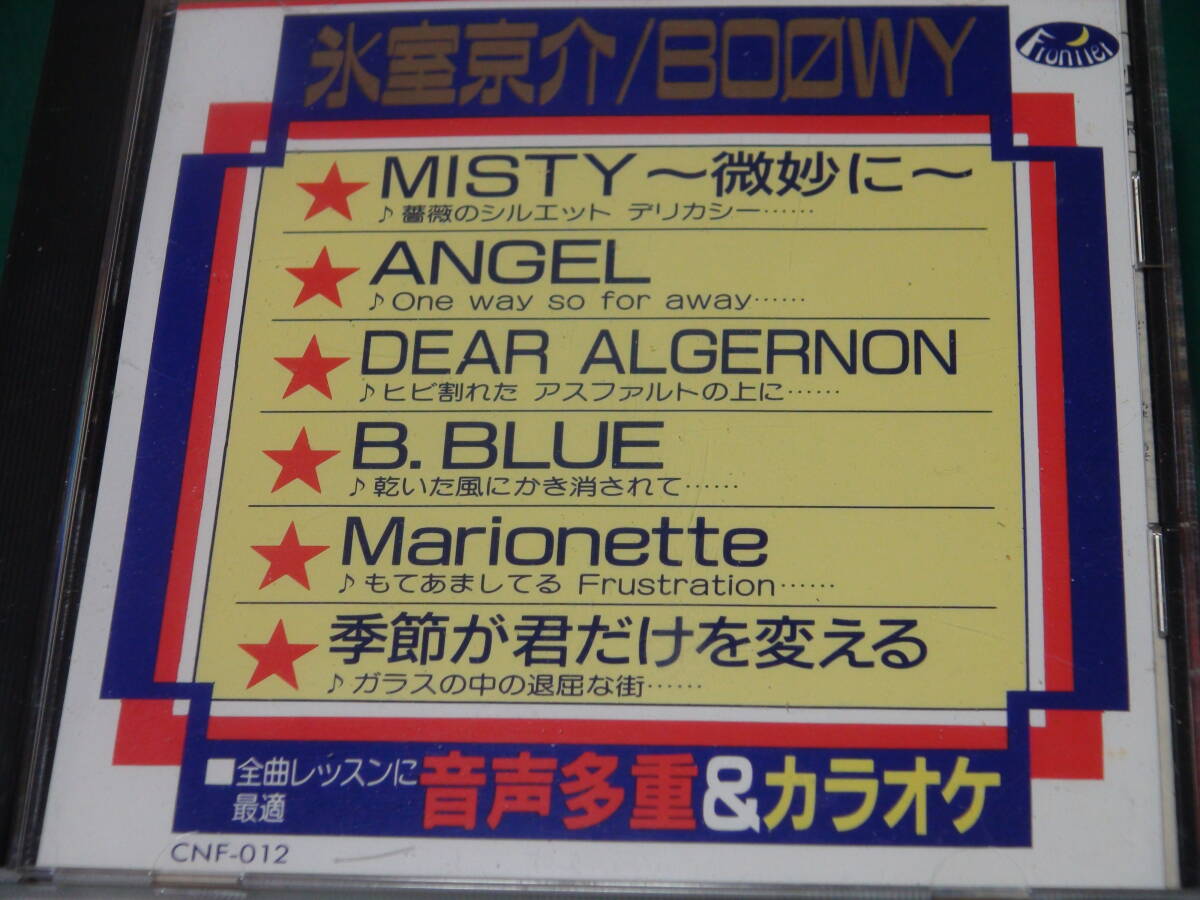 氷室京介/BOØWY
Frontier
★MISTY～微妙に～
♪薔薇のシルエット デリカシー……
★ANGEL
♪One way so for away……
★DEAR ALGERNON
♪ヒビ割れた アスファルトの上に……
★B. BLUE
♪乾いた風にかき消されて……
★Marionette
♪もてあましてる Frustration……
★季節が君だけを変える
♪ガラスの中の退屈な街……
■全曲レッスンに
最適
音声多重&カラオケ
CNF-012